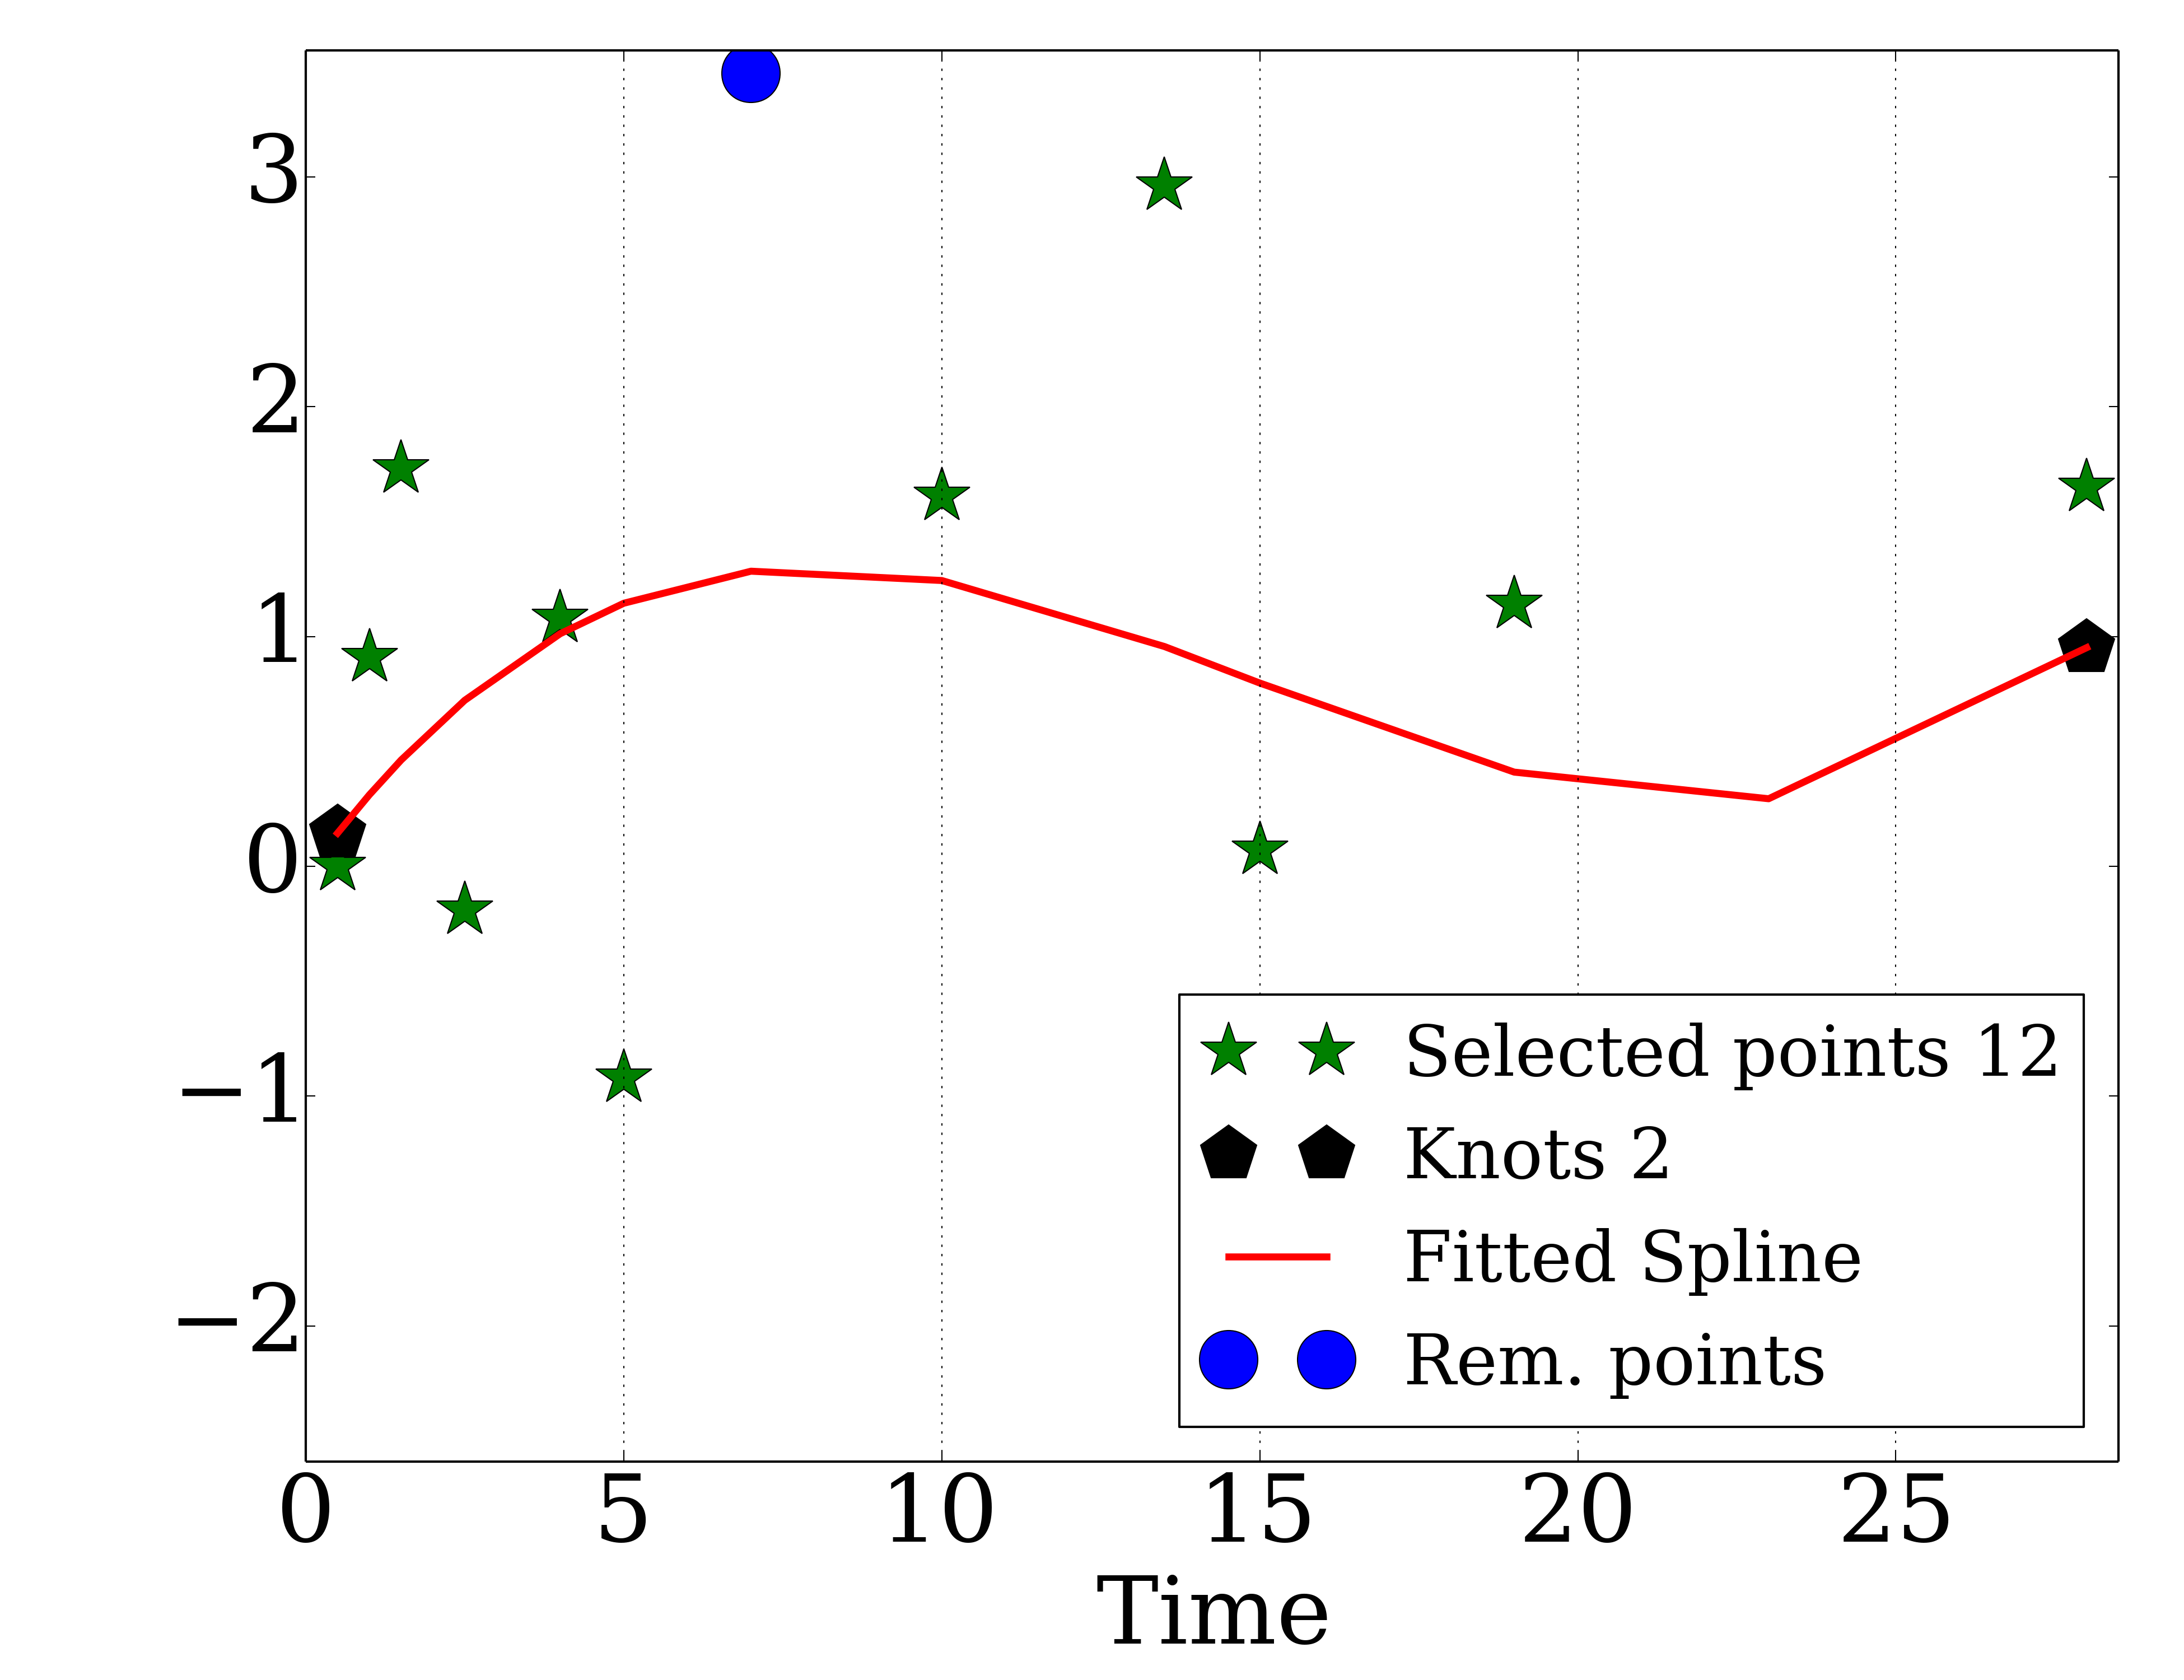 3
2
1
0
−1
−2
0 5 10 15 20 25
Time
Selected points 12
Knots 2
Fitted Spline
Rem. points